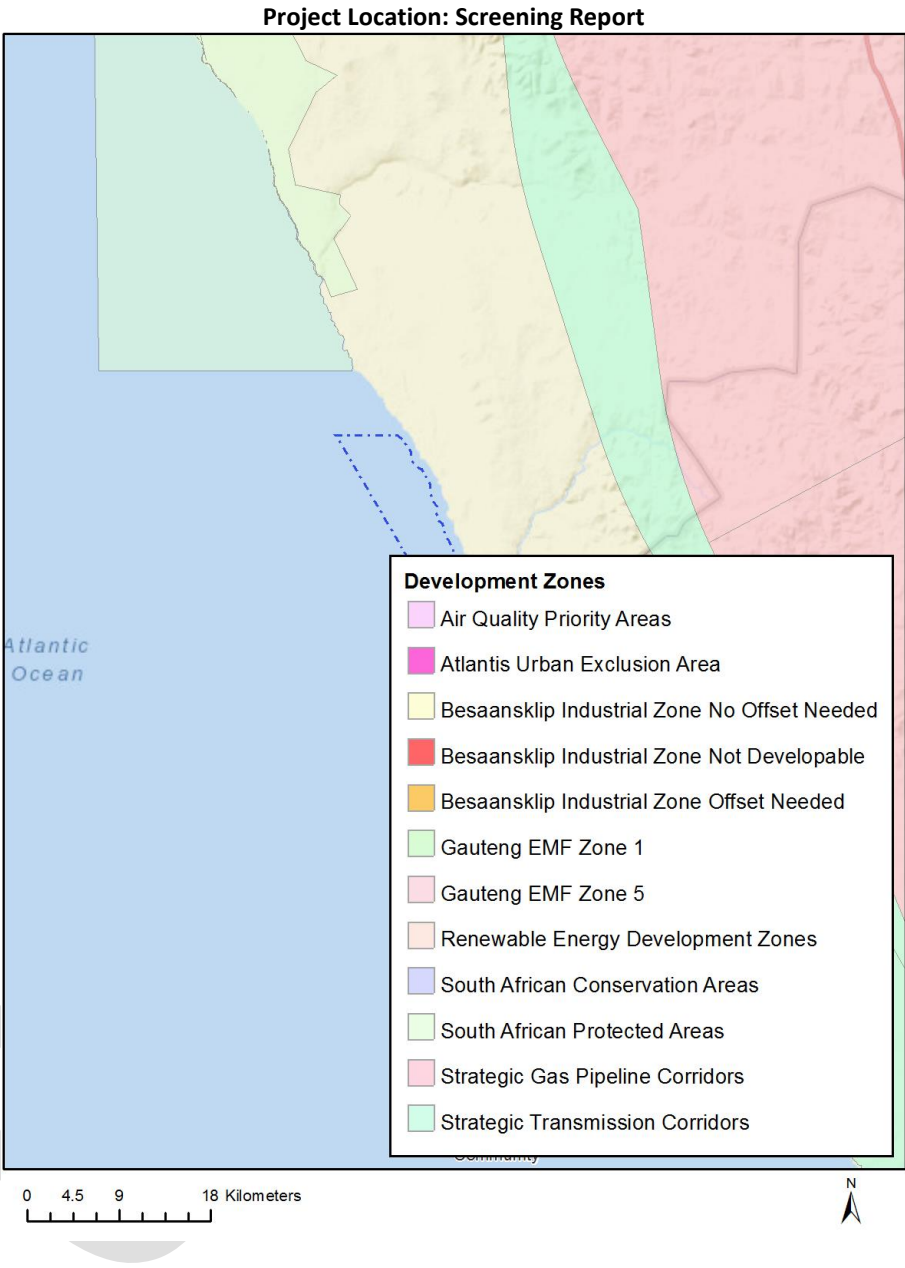 Project Location: Screening Report
Atlantic
Ocean
Development Zones
Air Quality Priority Areas
Atlantis Urban Exclusion Area
Besaansklip Industrial Zone No Offset Needed
Besaansklip Industrial Zone Not Developable
Besaansklip Industrial Zone Offset Needed
Gauteng EMF Zone 1
Gauteng EMF Zone 5
Renewable Energy Development Zones
South African Conservation Areas
South African Protected Areas
Strategic Gas Pipeline Corridors
Strategic Transmission Corridors
Community
0 4.5 9 18 Kilometers
N